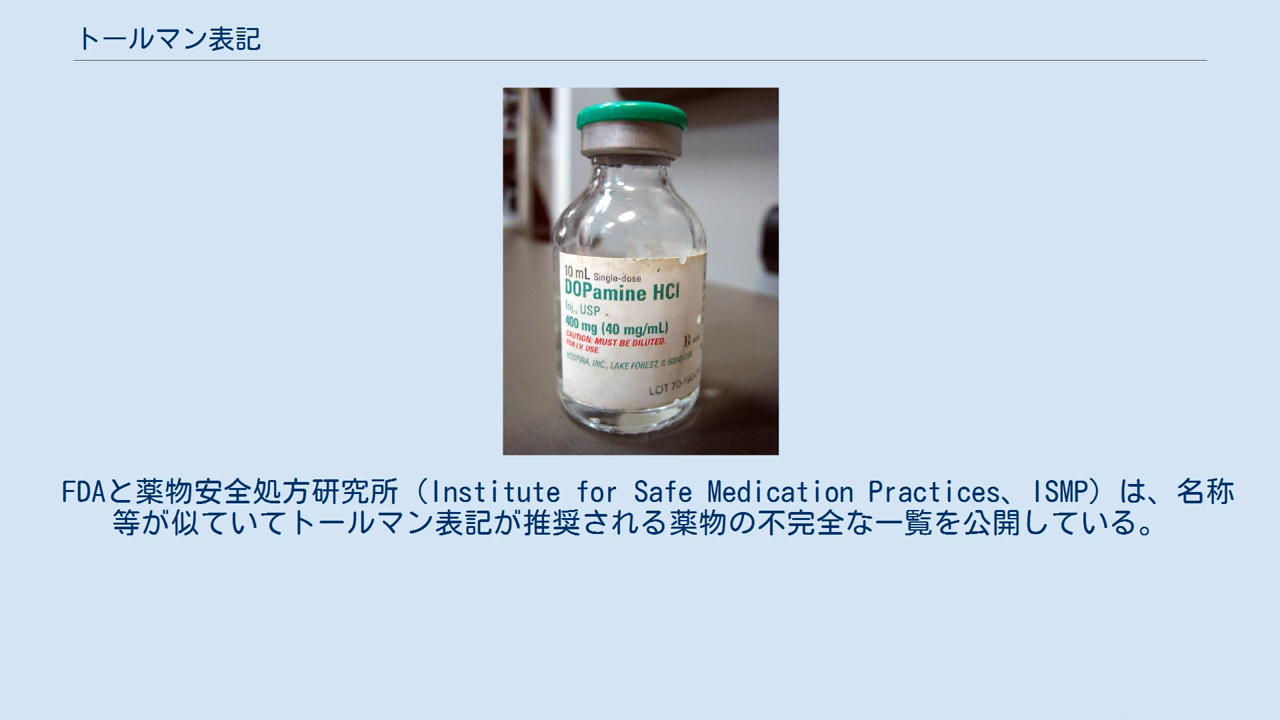 トールマン表記
10 mL Single-dose
DOPamine HCl
Inj., USP
400 mg (40 mg/mL)
CAUTION: MUST BE DILUTED.
FOR I.V. USE.
HOSPIRA, INC., LAKE FOREST, IL 60045 USA
LOT
FDAと薬物安全処方研究所（Institute for Safe Medication Practices、ISMP）は、名称
等が似ていてトールマン表記が推奨される薬物の不完全な一覧を公開している。